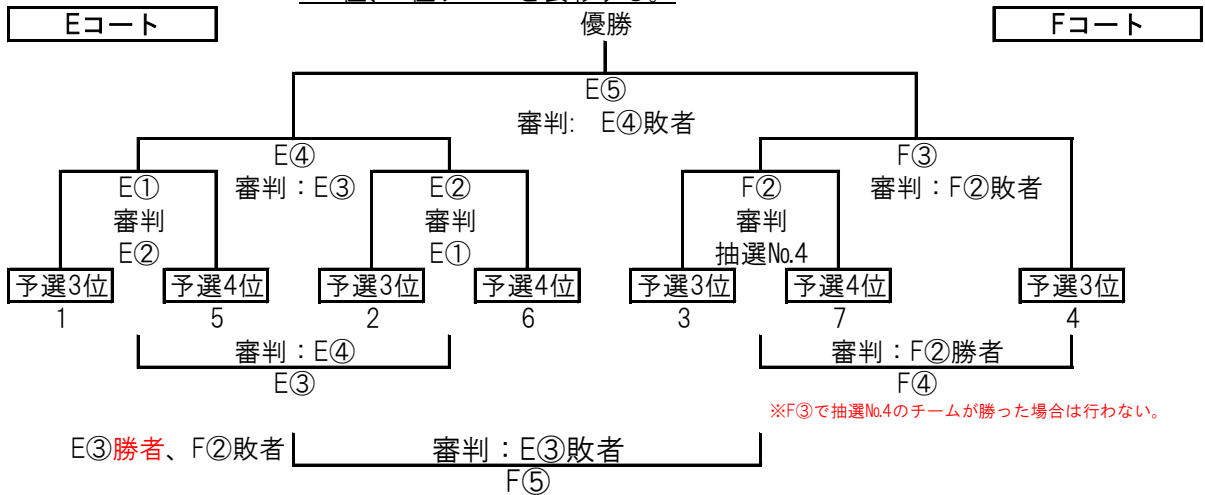 Eコート
優勝
Fコート
E⑤
審判:　E④敗者
E④
F③
E①
審判：E③
E②
F②
審判：F②敗者
審判
審判
審判
E②
E①
抽選№4
予選3位
予選4位
予選3位
予選4位
予選3位
予選4位
予選3位
1
5
2
6
3
7
4
審判：E④
審判：F②勝者
E③
F④
※F③で抽選№4のチームが勝った場合は行わない。
E③勝者、F②敗者
審判：E③敗者
F⑤